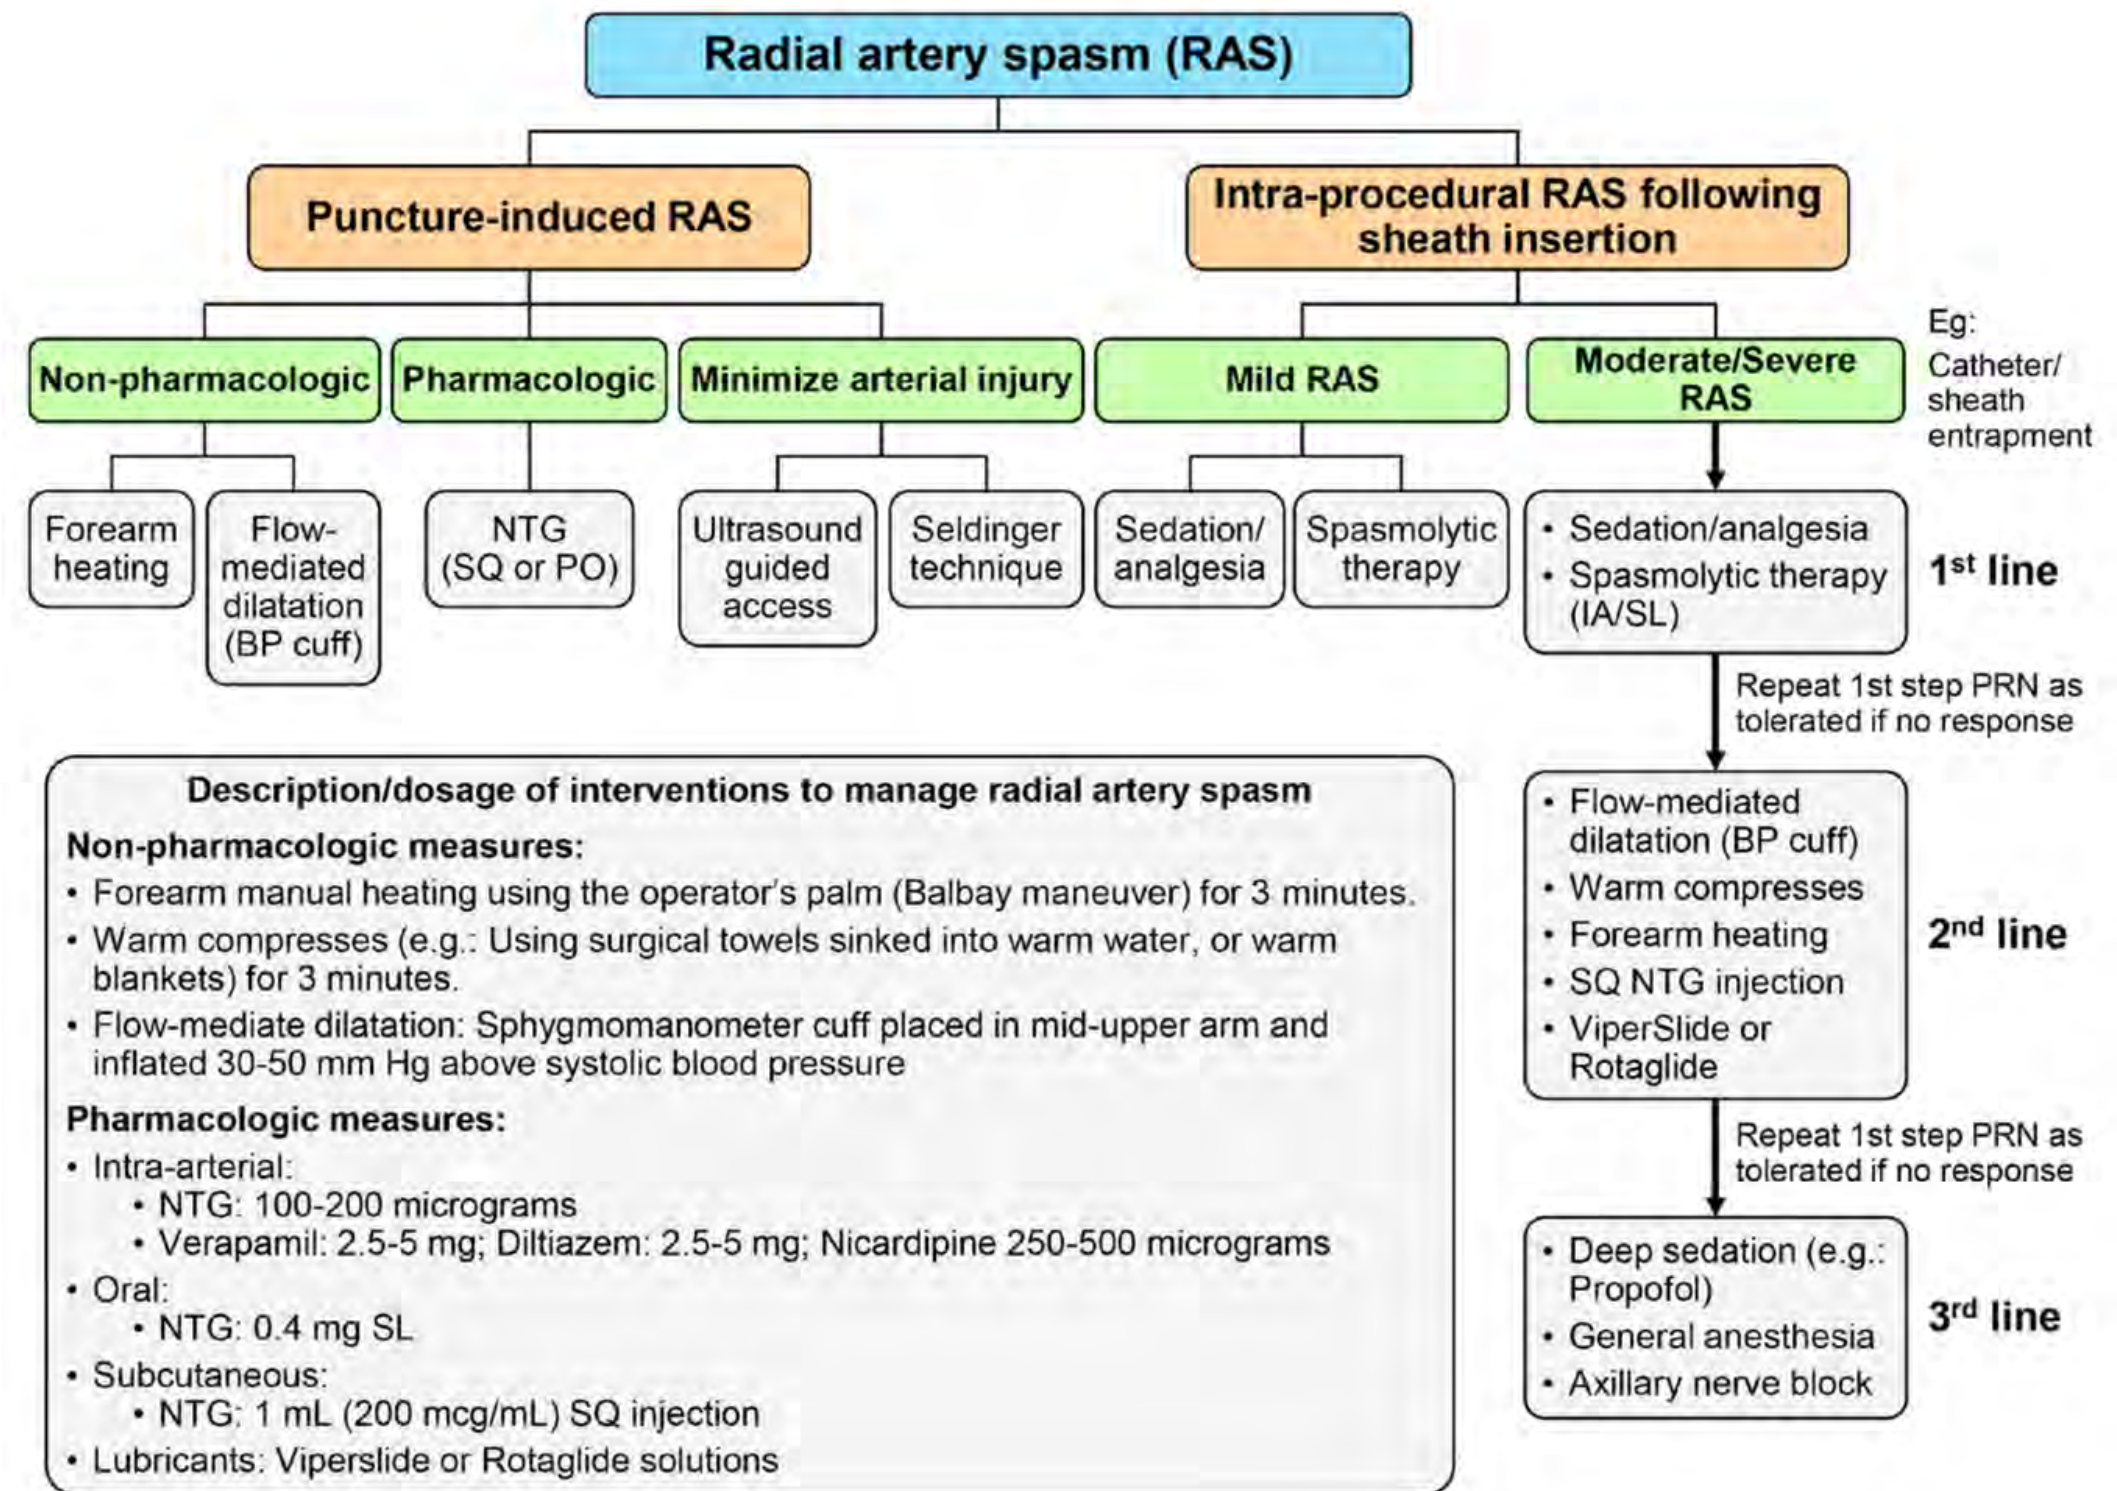 Radial artery spasm (RAS)
Puncture-induced RAS
Intra-procedural RAS following
sheath insertion
Non-pharmacologic
Pharmacologic
Minimize arterial injury
Mild RAS
Moderate/Severe
RAS
Eg:
Catheter/
sheath
entrapment
Forearm
heating
Flow-
mediated
dilatation
(BP cuff)
NTG
(SQ or PO)
Ultrasound
guided
access
Seldinger
technique
Sedation/
analgesia
Spasmolytic
therapy
• Sedation/analgesia
• Spasmolytic therapy
(IA/SL)
1st line
Repeat 1st step PRN as
tolerated if no response
• Flow-mediated
dilatation (BP cuff)
• Warm compresses
• Forearm heating
• SQ NTG injection
• ViperSlide or
Rotaglide
2nd line
Repeat 1st step PRN as
tolerated if no response
• Deep sedation (e.g.:
Propofol)
• General anesthesia
• Axillary nerve block
3rd line
Description/dosage of interventions to manage radial artery spasm
Non-pharmacologic measures:
• Forearm manual heating using the operator's palm (Balbay maneuver) for 3 minutes.
• Warm compresses (e.g.: Using surgical towels sinked into warm water, or warm
blankets) for 3 minutes.
• Flow-mediate dilatation: Sphygmomanometer cuff placed in mid-upper arm and
inflated 30-50 mm Hg above systolic blood pressure
Pharmacologic measures:
• Intra-arterial:
• NTG: 100-200 micrograms
• Verapamil: 2.5-5 mg; Diltiazem: 2.5-5 mg; Nicardipine 250-500 micrograms
• Oral:
• NTG: 0.4 mg SL
• Subcutaneous:
• NTG: 1 mL (200 mcg/mL) SQ injection
• Lubricants: Viperslide or Rotaglide solutions